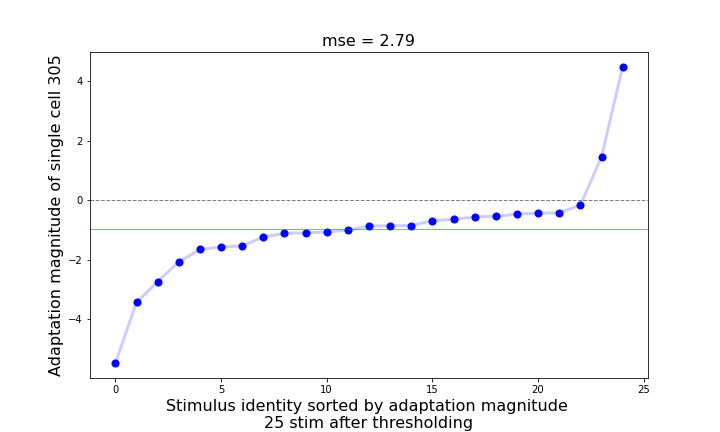 mse = 2.79
Adaptation magnitude of single cell 305
4
2
0
−2
−4
0 5 10 15 20 25
Stimulus identity sorted by adaptation magnitude
25 stim after thresholding